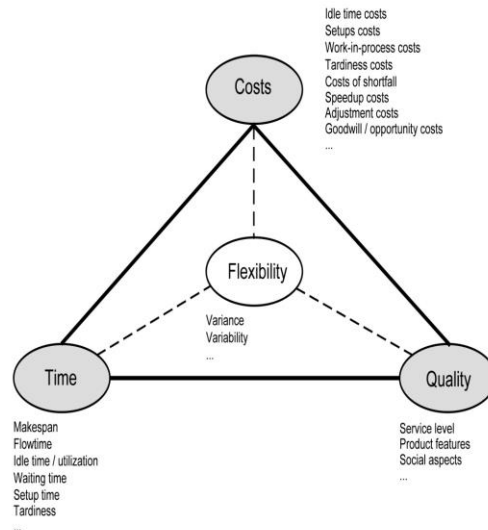 Idle time costs
Setups costs
Work-in-process costs
Tardiness costs
Costs of shortfall
Speedup costs
Adjustment costs
Goodwill / opportunity costs
...
Costs
Flexibility
Variance
Variability
...
Time
Makespan
Flowtime
Idle time / utilization
Waiting time
Setup time
Tardiness
...
Quality
Service level
Product features
Social aspects
...